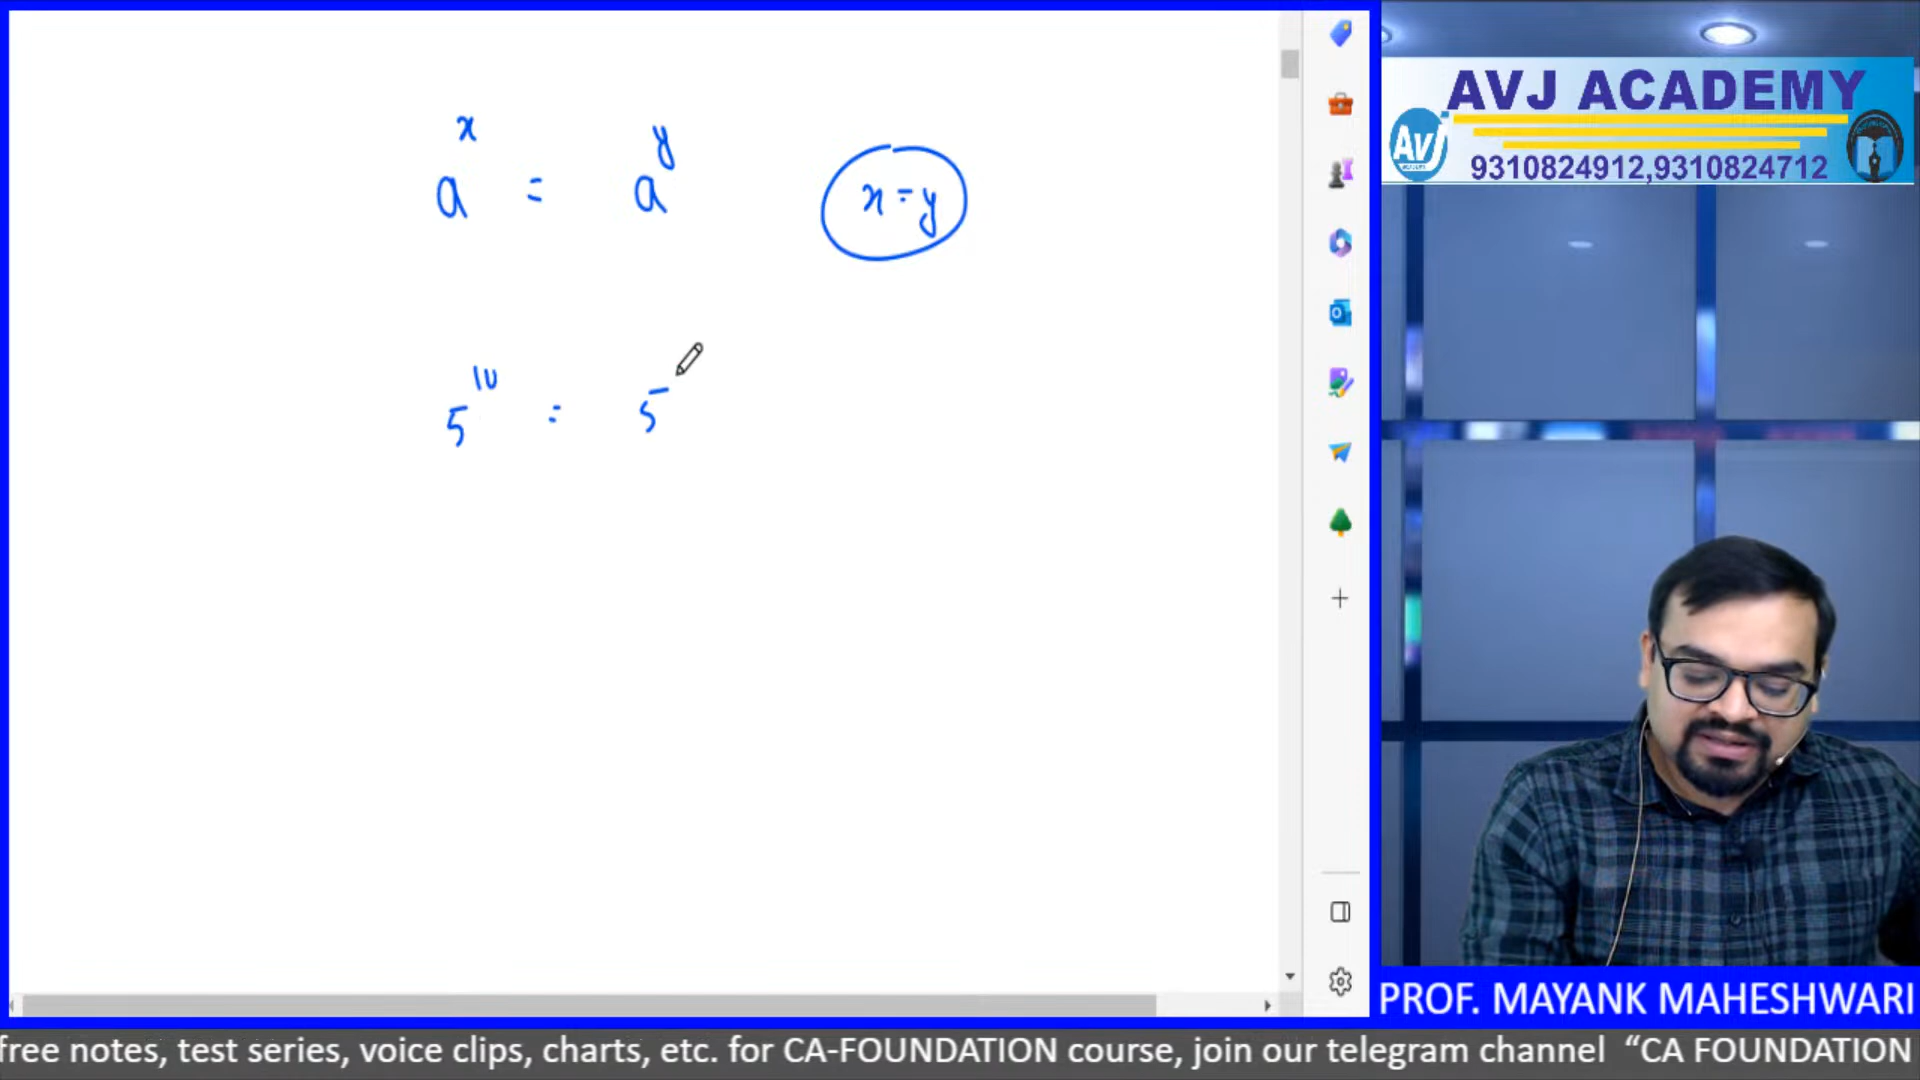 a^x = a^y   x = y
5^10 = 5
AVJ ACADEMY
AVJ
9310824912,9310824712
PROF. MAYANK MAHESHWARI
free notes, test series, voice clips, charts, etc. for CA-FOUNDATION course, join our telegram channel “CA FOUNDATION